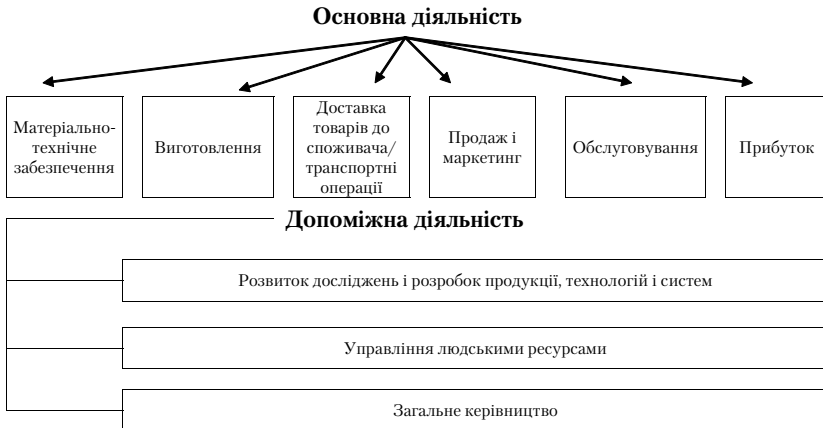 Основна діяльність
Матеріально-
технічне
забезпечення
Виготовлення
Доставка
товарів до
споживача/
транспортні
операції
Продаж і
маркетинг
Обслуговування
Прибуток
Допоміжна діяльність
Розвиток досліджень і розробок продукції, технологій і систем
Управління людськими ресурсами
Загальне керівництво